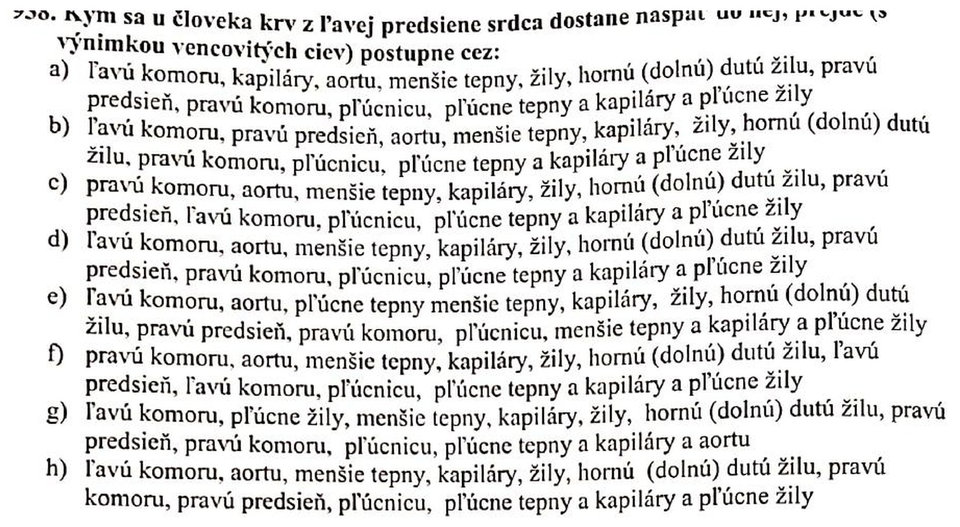 938. Kým sa u človeka krv z ľavej predsiene srdca dostane naspäť do nej, prejde (s
výnimkou vencovitých ciev) postupne cez:
a) ľavú komoru, kapiláry, aortu, menšie tepny, žily, hornú (dolnú) dutú žilu, pravú
predsieň, pravú komoru, pľúcnicu, pľúcne tepny a kapiláry a pľúcne žily
b) ľavú komoru, pravú predsieň, aortu, menšie tepny, kapiláry, žily, hornú (dolnú) dutú
žilu, pravú komoru, pľúcnicu, pľúcne tepny a kapiláry a pľúcne žily
c) pravú komoru, aortu, menšie tepny, kapiláry, žily, hornú (dolnú) dutú žilu, pravú
predsieň, ľavú komoru, pľúcnicu, pľúcne tepny a kapiláry a pľúcne žily
d) ľavú komoru, aortu, menšie tepny, kapiláry, žily, hornú (dolnú) dutú žilu, pravú
predsieň, pravú komoru, pľúcnicu, pľúcne tepny a kapiláry a pľúcne žily
e) ľavú komoru, aortu, pľúcne tepny menšie tepny, kapiláry, žily, hornú (dolnú) dutú
žilu, pravú predsieň, pravú komoru, pľúcnicu, menšie tepny a kapiláry a pľúcne žily
f) pravú komoru, aortu, menšie tepny, kapiláry, žily, hornú (dolnú) dutú žilu, ľavú
predsieň, ľavú komoru, pľúcnicu, pľúcne tepny a kapiláry a pľúcne žily
g) ľavú komoru, pľúcne žily, menšie tepny, kapiláry, žily, hornú (dolnú) dutú žilu, pravú
predsieň, pravú komoru, pľúcnicu, pľúcne tepny a kapiláry a aortu
h) ľavú komoru, aortu, menšie tepny, kapiláry, žily, hornú (dolnú) dutú žilu, pravú
komoru, pravú predsieň, pľúcnicu, pľúcne tepny a kapiláry a pľúcne žily